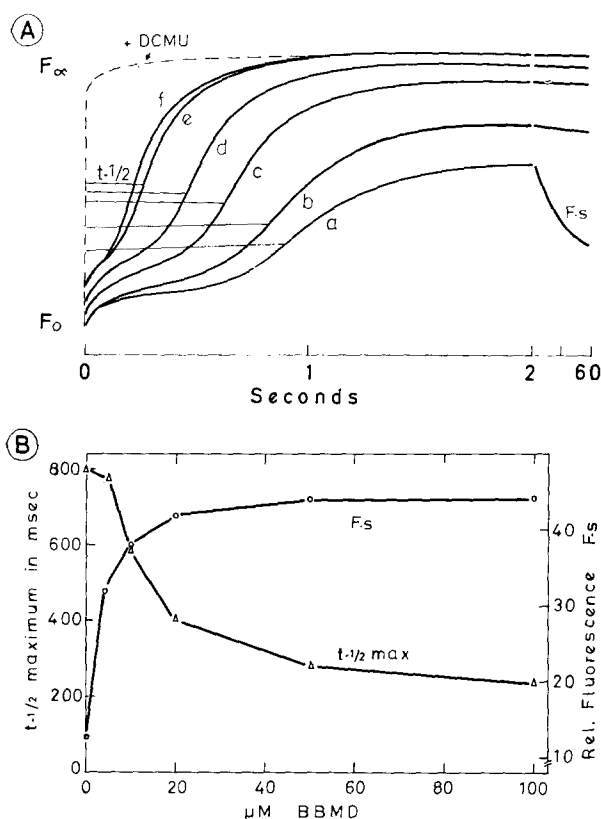 A
+ DCMU
F∝
f
e
d
c
b
a
t-1/2
F-s
Fo
0 1 2 60
Seconds
B
800
600
400
200
0
t-1/2 maximum in msec
F-s
t-1/2 max
40
30
20
10
Rel. Fluorescence F-s
0 20 40 60 80 100
µM BBMD